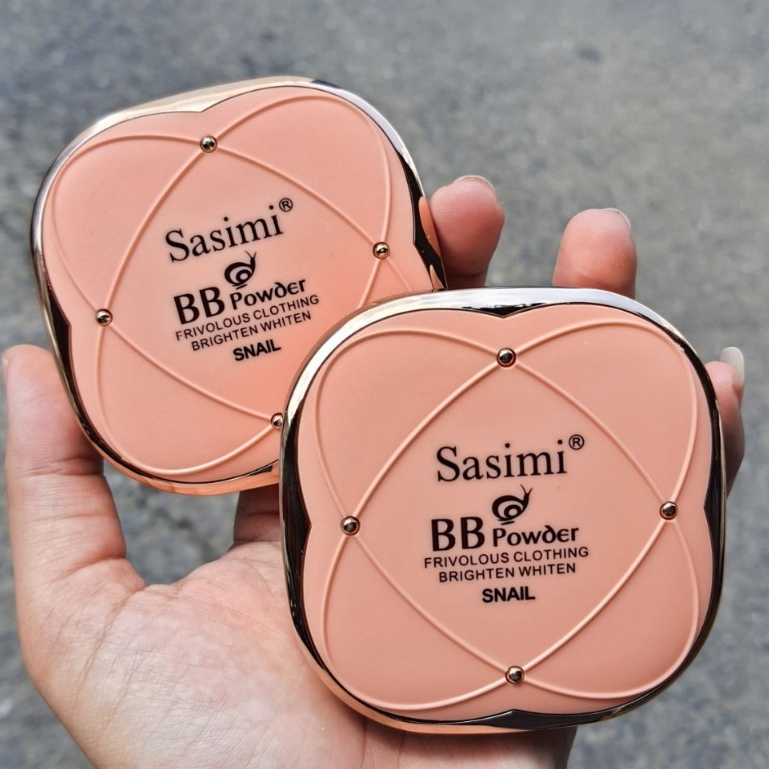 Sasimi®
BB Powder
FRIVOLOUS CLOTHING
BRIGHTEN WHITEN
SNAIL
Sasimi®
BB Powder
FRIVOLOUS CLOTHING
BRIGHTEN WHITEN
SNAIL